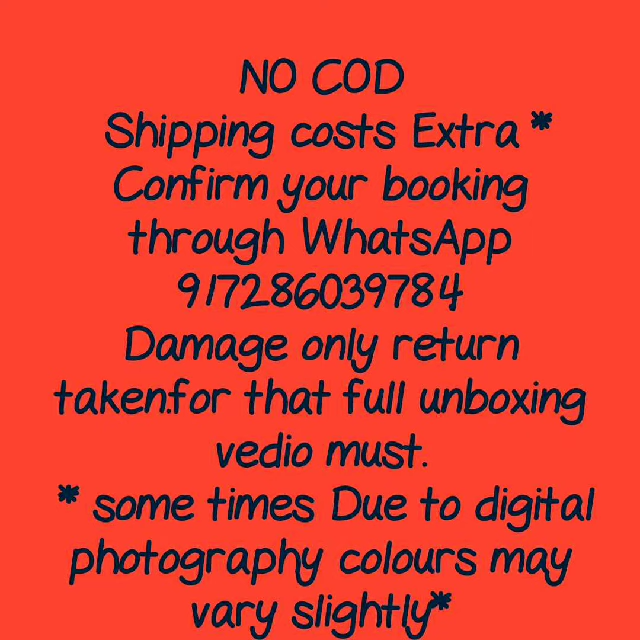 NO COD
Shipping costs Extra *
Confirm your booking
through WhatsApp
917286039784
Damage only return
taken.for that full unboxing
vedio must.
* some times Due to digital
photography colours may
vary slightly*